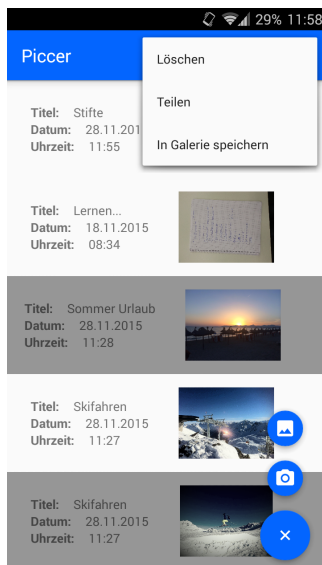 29% 11:58
Piccer
Löschen
Teilen
In Galerie speichern
Titel: Stifte
Datum: 28.11.201
Uhrzeit: 11:55
Titel: Lernen...
Datum: 18.11.2015
Uhrzeit: 08:34
Titel: Sommer Urlaub
Datum: 28.11.2015
Uhrzeit: 11:28
Titel: Skifahren
Datum: 28.11.2015
Uhrzeit: 11:27
Titel: Skifahren
Datum: 28.11.2015
Uhrzeit: 11:27